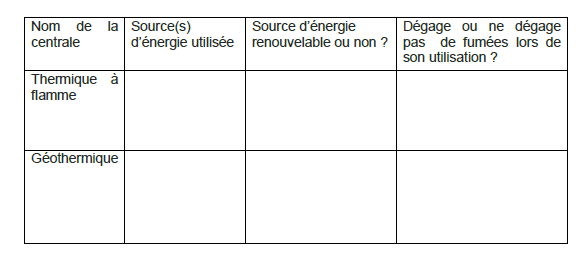 Nom de la
centrale
Source(s)
d'énergie utilisée
Source d'énergie
renouvelable ou non ?
Dégage ou ne dégage
pas de fumées lors de
son utilisation ?
Thermique à
flamme
Géothermique